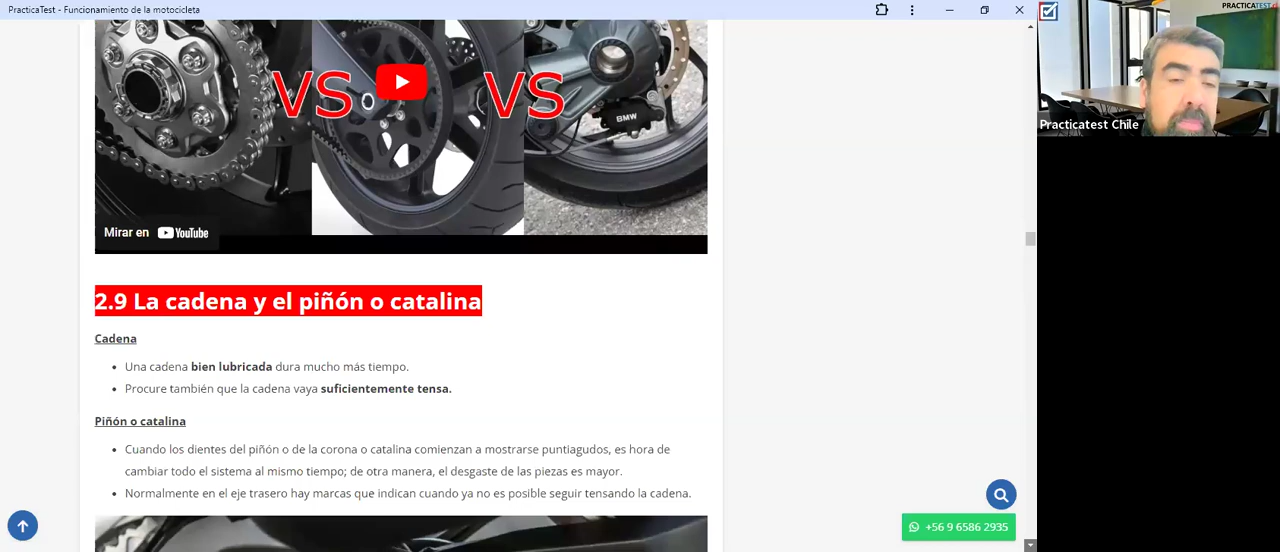 PracticaTest - Funcionamiento de la motocicleta
PRACTICATEST.cl
VS
VS
BMW
Practicatest Chile
Mirar en YouTube
2.9 La cadena y el piñón o catalina
Cadena
Una cadena bien lubricada dura mucho más tiempo.
Procure también que la cadena vaya suficientemente tensa.
Piñón o catalina
Cuando los dientes del piñón o de la corona o catalina comienzan a mostrarse puntiagudos, es hora de
cambiar todo el sistema al mismo tiempo; de otra manera, el desgaste de las piezas es mayor.
Normalmente en el eje trasero hay marcas que indican cuando ya no es posible seguir tensando la cadena.
+56 9 6586 2935